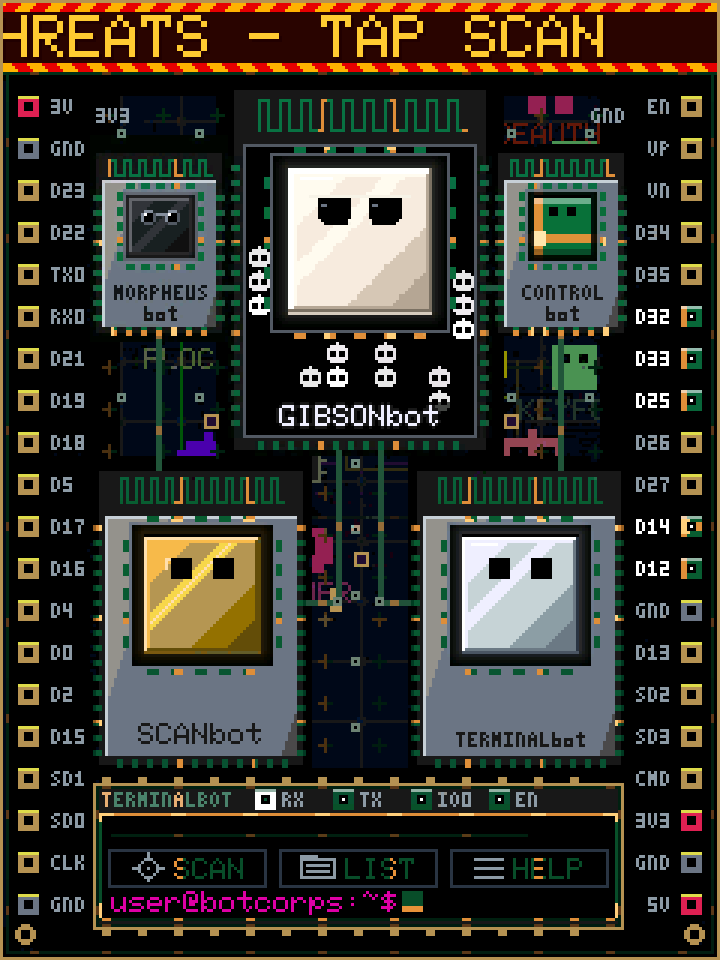 HREATS - TAP SCAN
3V
3V3
GND
EN
GND
VP
D23
VN
D22
D34
TX0
D35
MORPHEUS
bot
CONTROL
bot
RX0
D32
D21
D33
D19
D25
GIBSONbot
D18
D26
D5
D27
D17
D14
D16
D12
D4
GND
D0
D13
D2
SD2
D15
SCANbot
TERMINALbot
SD3
SD1
CMD
TERMINALBOT
RX
TX
IO0
EN
SD0
3V3
CLK
SCAN
LIST
HELP
GND
GND
user@botcorps:~$
5V